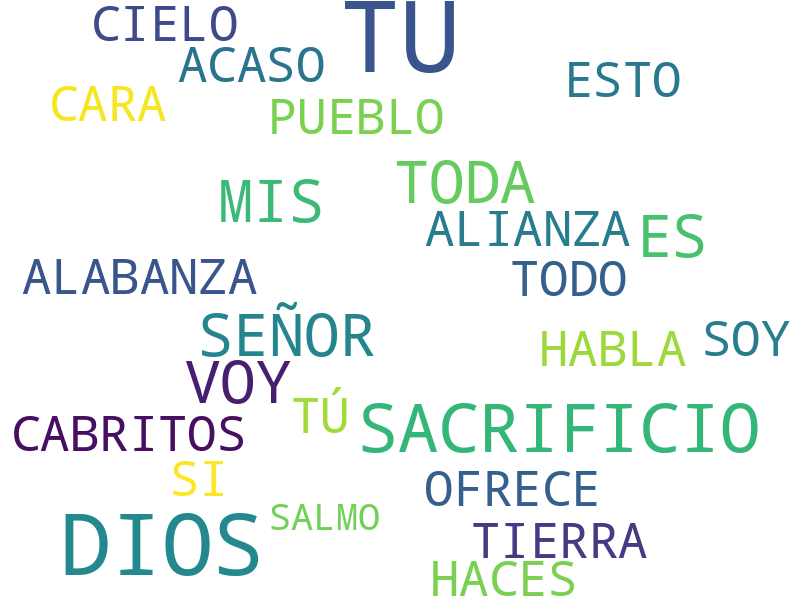 CIELO
TU
ACASO
ESTO
CARA
PUEBLO
TODA
MIS
ALIANZA
ES
ALABANZA
TODO
SEÑOR
SOY
HABLA
VOY
TÚ
SACRIFICIO
CABRITOS
SI
OFRECE
DIOS
SALMO
TIERRA
HACES